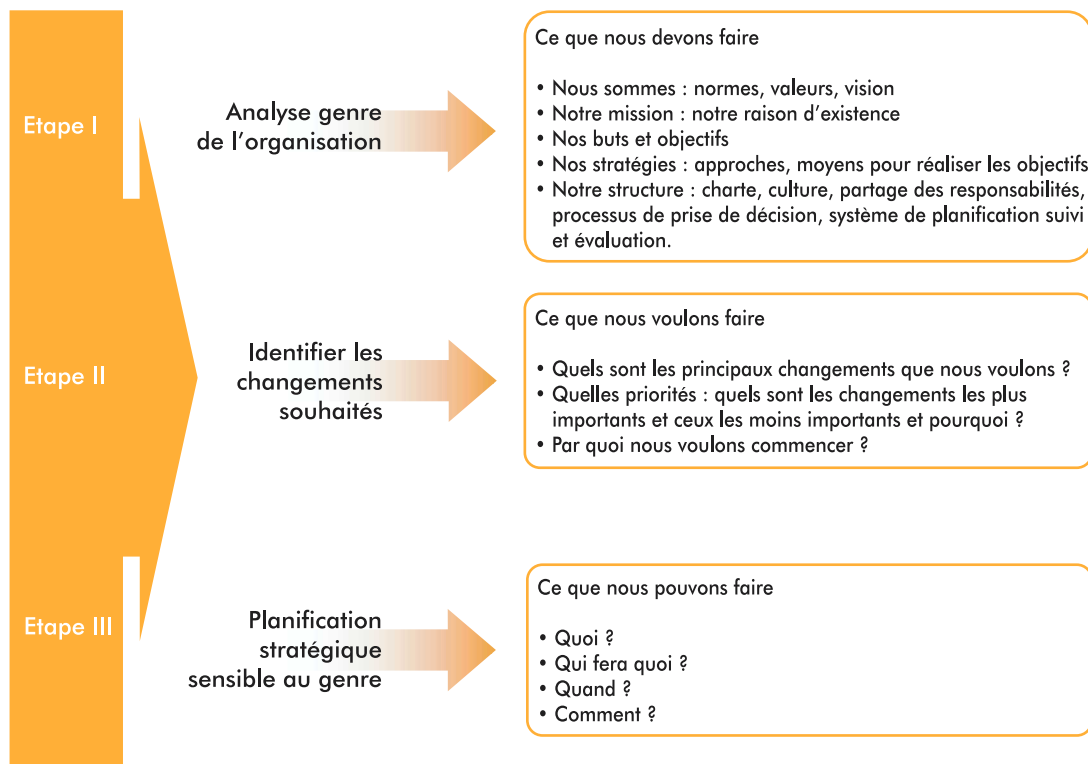 Etape I
Analyse genre
de l'organisation
Ce que nous devons faire
• Nous sommes : normes, valeurs, vision
• Notre mission : notre raison d'existence
• Nos buts et objectifs
• Nos stratégies : approches, moyens pour réaliser les objectifs
• Notre structure : charte, culture, partage des responsabilités,
processus de prise de décision, système de planification suivi
et évaluation.
Etape II
Identifier les
changements
souhaités
Ce que nous voulons faire
• Quels sont les principaux changements que nous voulons ?
• Quelles priorités : quels sont les changements les plus
importants et ceux les moins importants et pourquoi ?
• Par quoi nous voulons commencer ?
Etape III
Planification
stratégique
sensible au genre
Ce que nous pouvons faire
• Quoi ?
• Qui fera quoi ?
• Quand ?
• Comment ?